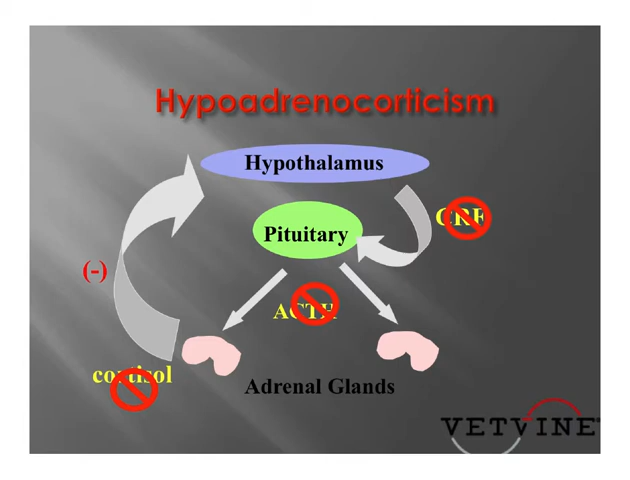 Hypoadrenocorticism
Hypothalamus
CRF
Pituitary
(-)
ACTH
cortisol
Adrenal Glands
VETVINE